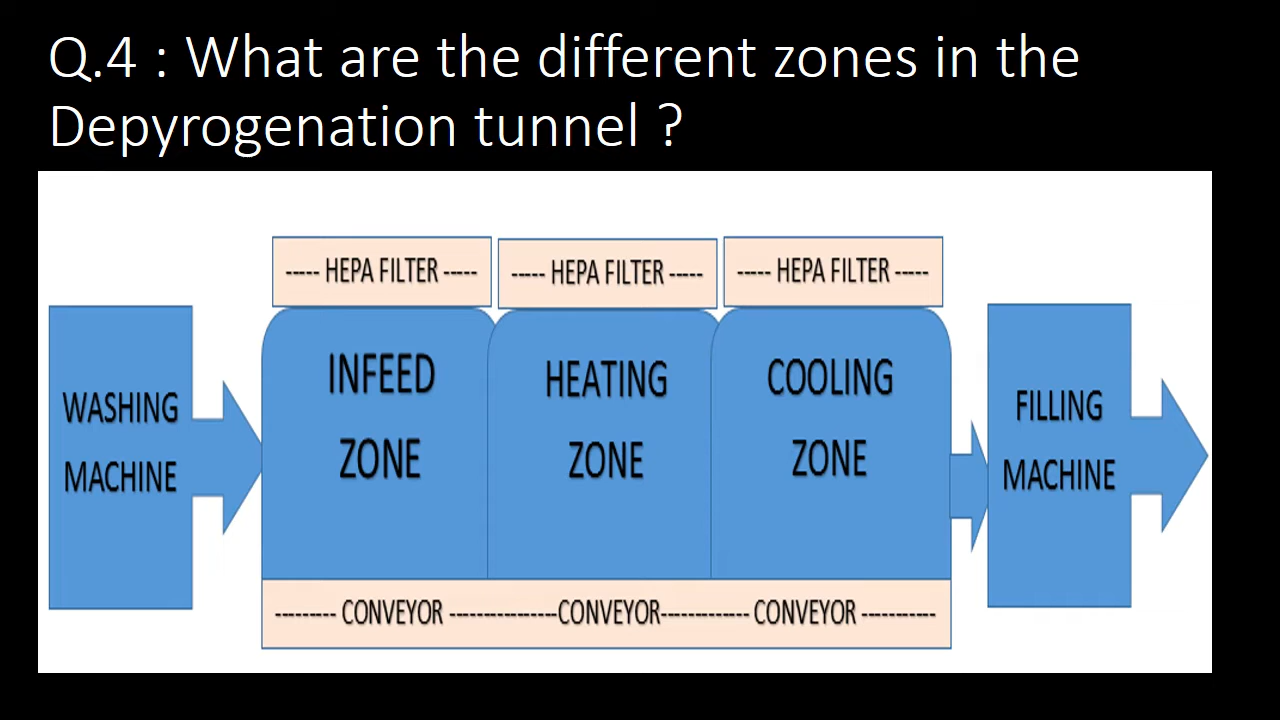 Q.4 : What are the different zones in the
Depyrogenation tunnel ?
----- HEPA FILTER -----
----- HEPA FILTER -----
----- HEPA FILTER -----
WASHING
MACHINE
INFEED
ZONE
HEATING
ZONE
COOLING
ZONE
FILLING
MACHINE
--------- CONVEYOR ----------------CONVEYOR------------- CONVEYOR -----------